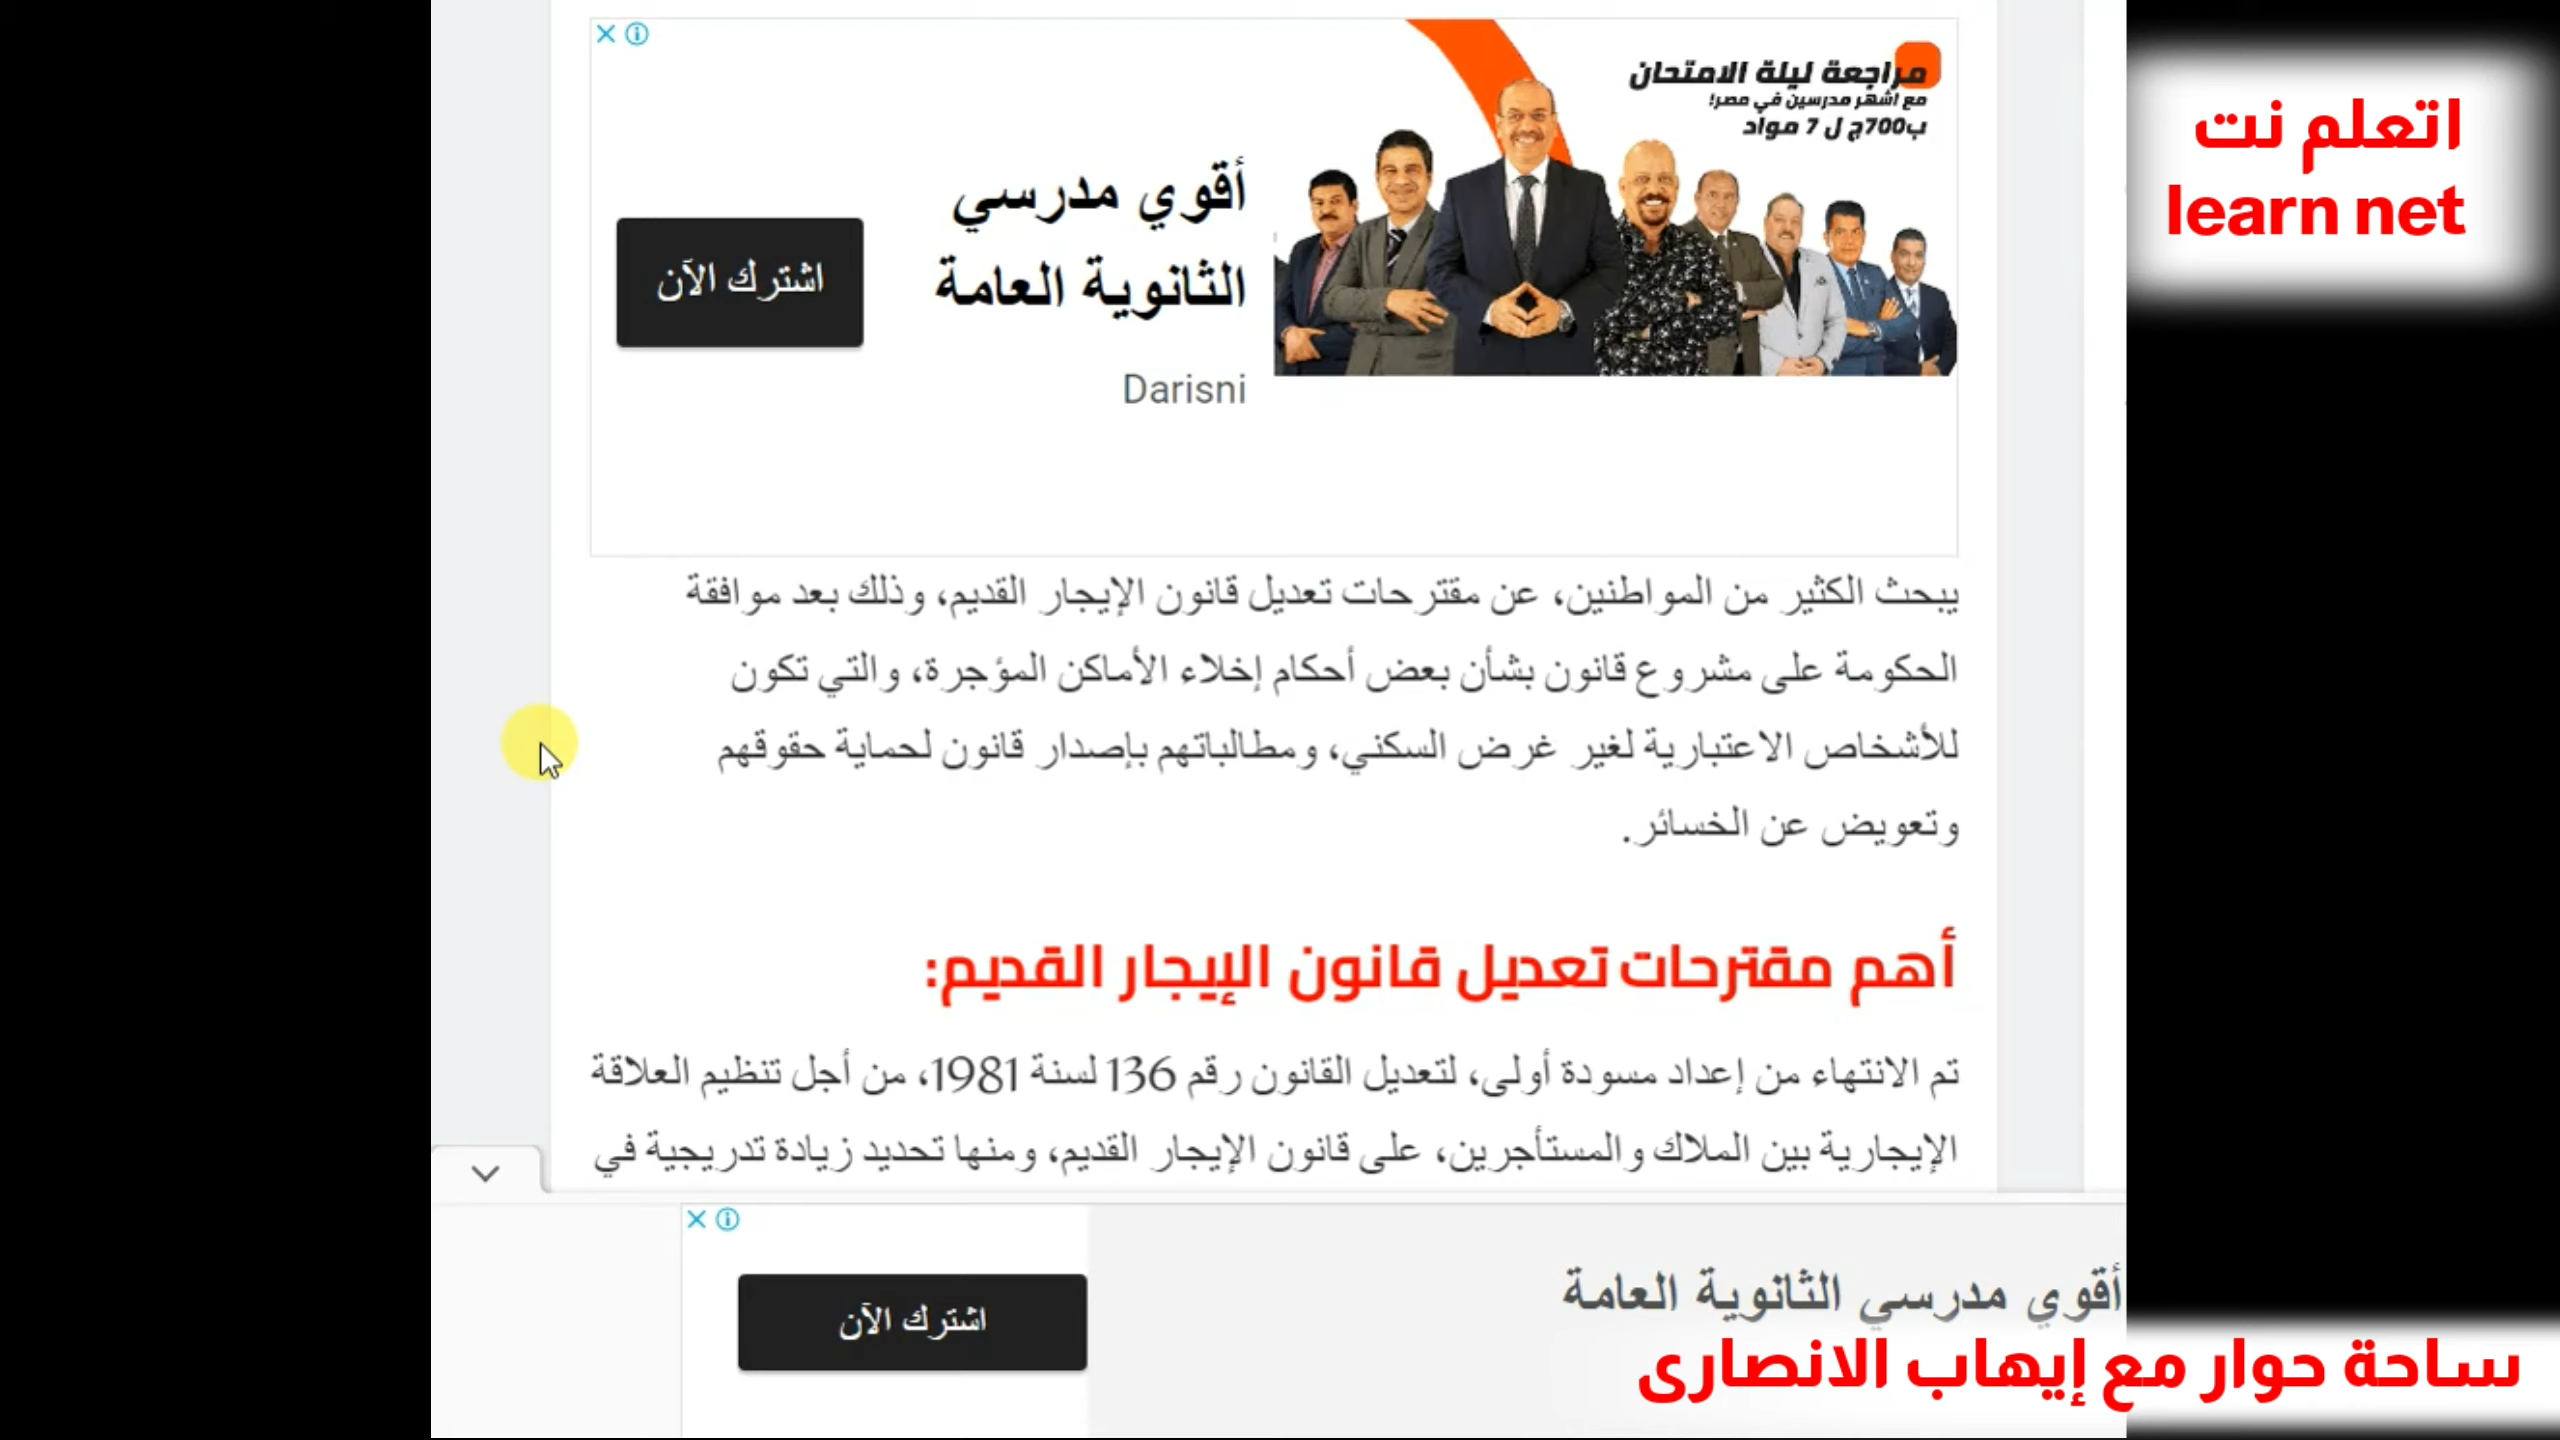 مراجعة ليلة الامتحان
مع اشهر مدرسين في مصر!
ب700ج ل 7 مواد
أقوي مدرسي
الثانوية العامة
اشترك الآن
Darisni
اتعلم نت
learn net
يبحث الكثير من المواطنين، عن مقترحات تعديل قانون الإيجار القديم، وذلك بعد موافقة
الحكومة على مشروع قانون بشأن بعض أحكام إخلاء الأماكن المؤجرة، والتي تكون
للأشخاص الاعتبارية لغير غرض السكني، ومطالباتهم بإصدار قانون لحماية حقوقهم
وتعويض عن الخسائر.
أهم مقترحات تعديل قانون الإيجار القديم:
تم الانتهاء من إعداد مسودة أولى، لتعديل القانون رقم 136 لسنة 1981، من أجل تنظيم العلاقة
الإيجارية بين الملاك والمستأجرين، على قانون الإيجار القديم، ومنها تحديد زيادة تدريجية في
أقوي مدرسي الثانوية العامة
اشترك الآن
ساحة حوار مع إيهاب الانصارى